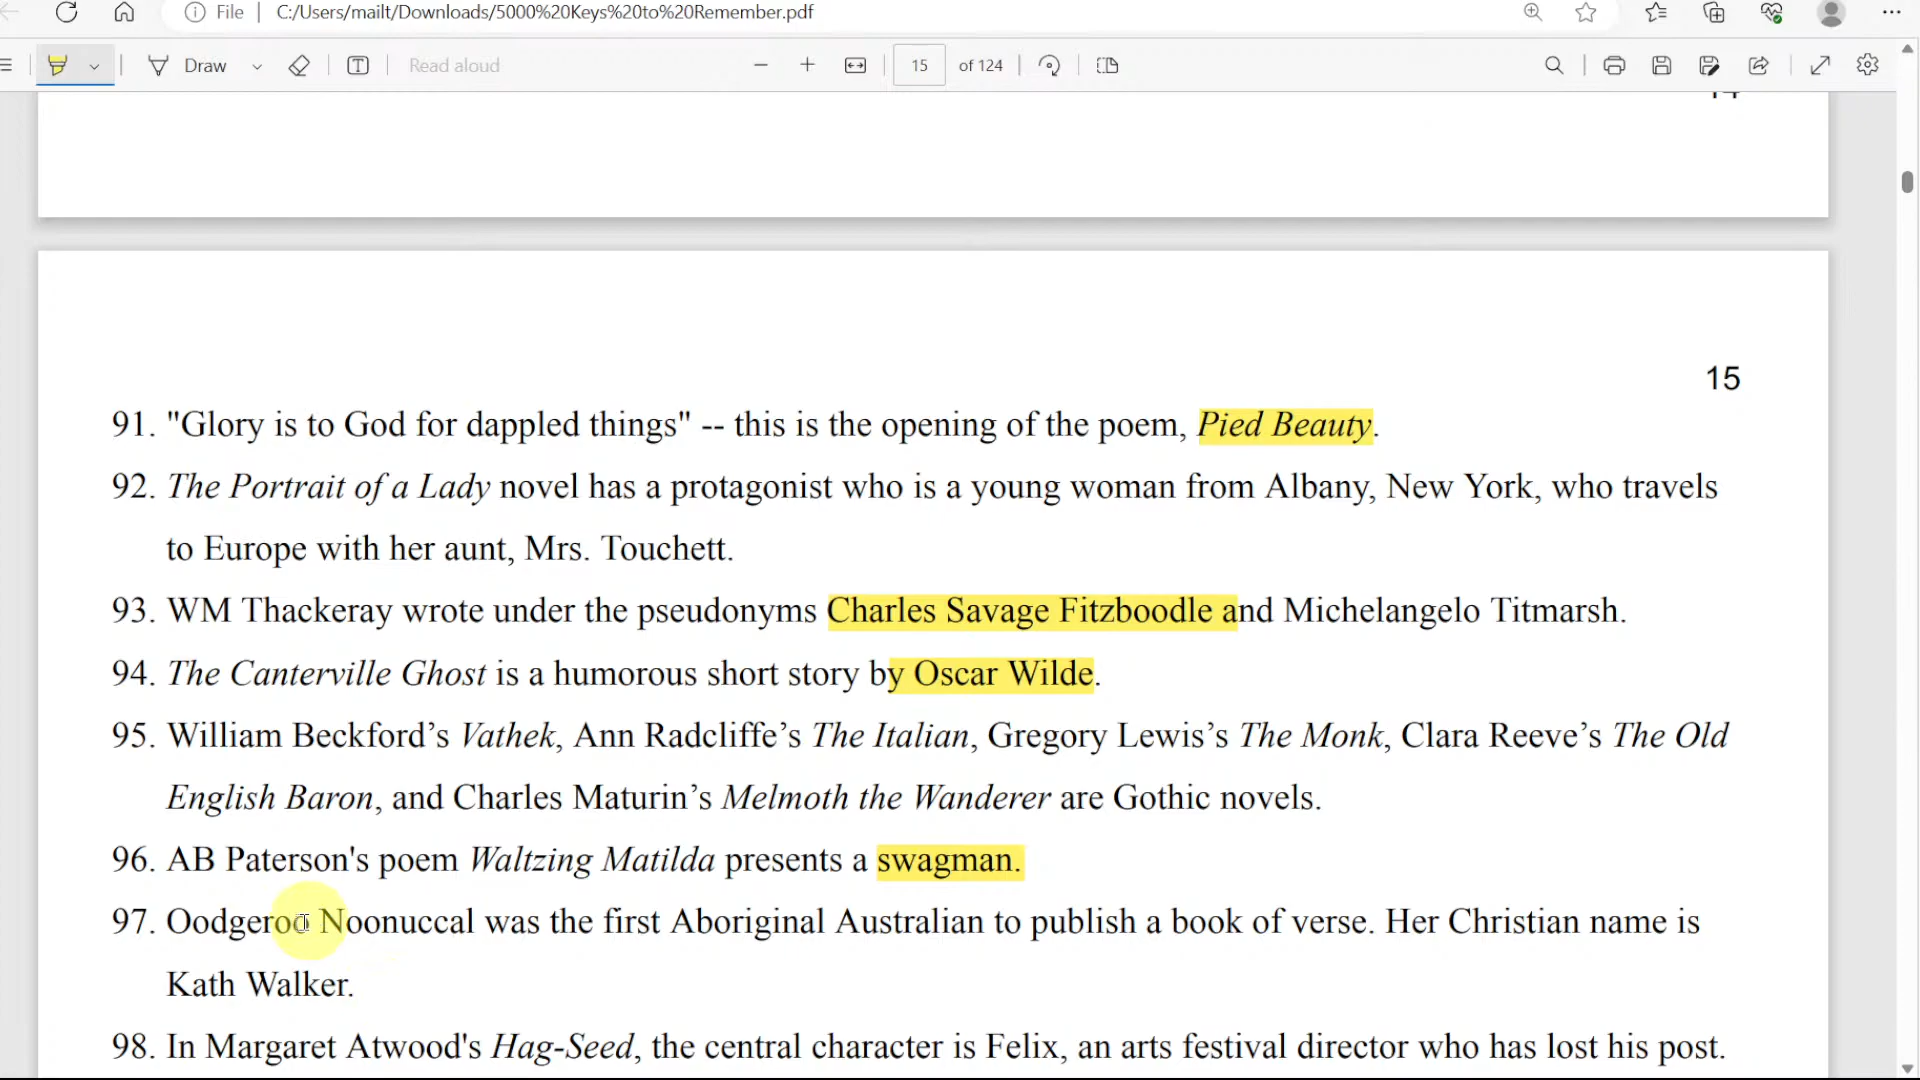 File C:/Users/mailt/Downloads/5000%20Keys%20to%20Remember.pdf
Draw Read aloud 15 of 124
15
91. "Glory is to God for dappled things" -- this is the opening of the poem, Pied Beauty.
92. The Portrait of a Lady novel has a protagonist who is a young woman from Albany, New York, who travels
to Europe with her aunt, Mrs. Touchett.
93. WM Thackeray wrote under the pseudonyms Charles Savage Fitzboodle and Michelangelo Titmarsh.
94. The Canterville Ghost is a humorous short story by Oscar Wilde.
95. William Beckford’s Vathek, Ann Radcliffe’s The Italian, Gregory Lewis’s The Monk, Clara Reeve’s The Old
English Baron, and Charles Maturin’s Melmoth the Wanderer are Gothic novels.
96. AB Paterson's poem Waltzing Matilda presents a swagman.
97. Oodgeroo Noonuccal was the first Aboriginal Australian to publish a book of verse. Her Christian name is
Kath Walker.
98. In Margaret Atwood's Hag-Seed, the central character is Felix, an arts festival director who has lost his post.